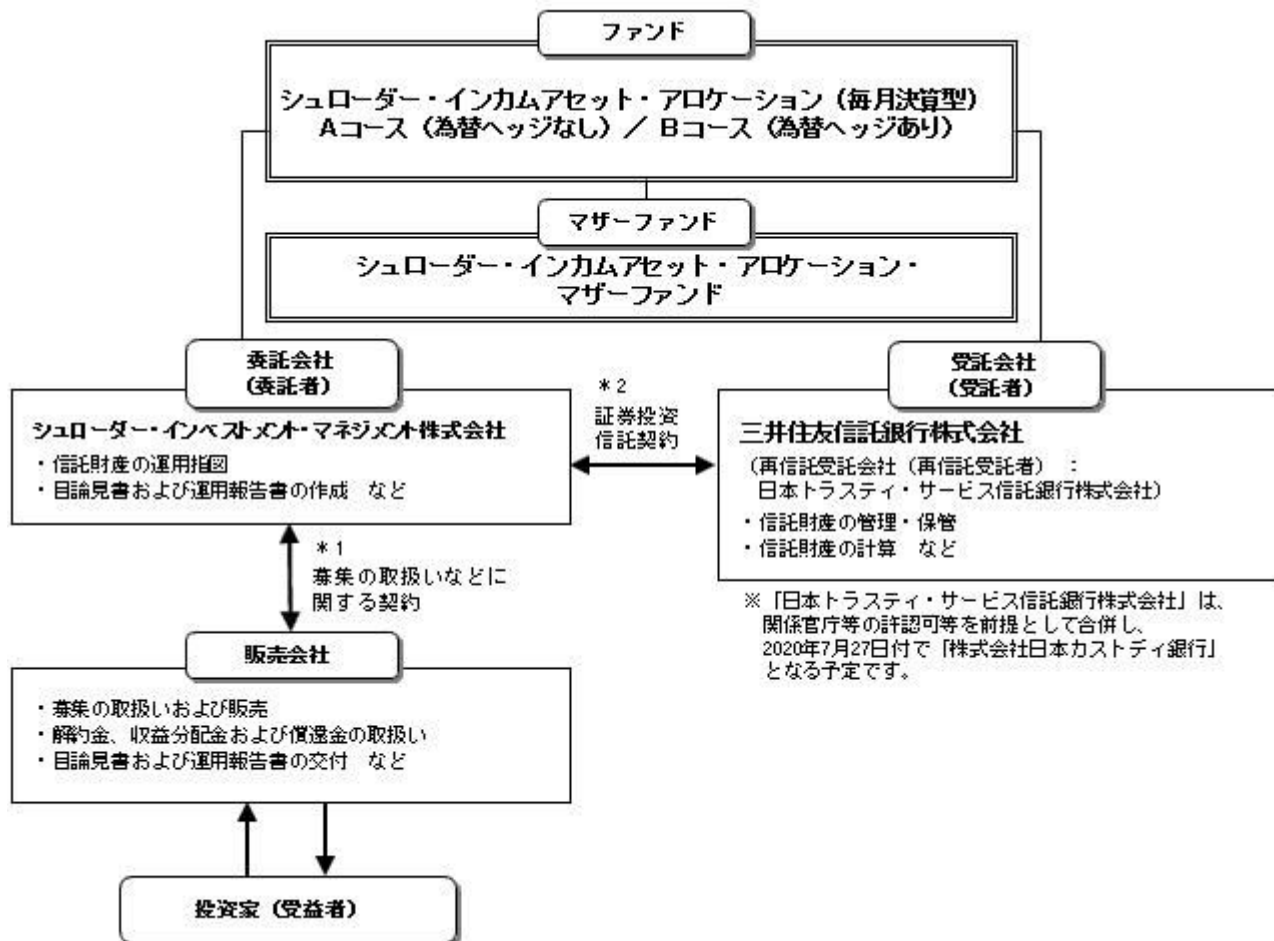 ファンド
シュローダー・インカムアセット・アロケーション（毎月決算型）
Aコース（為替ヘッジなし）／ Bコース（為替ヘッジあり）
マザーファンド
シュローダー・インカムアセット・アロケーション・
マザーファンド
委託会社
（委託者）
シュローダー・インベストメント・マネジメント株式会社
・信託財産の運用指図
・目論見書および運用報告書の作成　など
＊2
証券投資
信託契約
受託会社
（受託者）
三井住友信託銀行株式会社
（再信託受託会社（再信託受託者）：
日本トラスティ・サービス信託銀行株式会社）
・信託財産の管理・保管
・信託財産の計算　など
※「日本トラスティ・サービス信託銀行株式会社」は、
関係官庁等の許認可等を前提として合併し、
2020年7月27日付で「株式会社日本カストディ銀行」
となる予定です。
＊1
募集の取扱いなどに
関する契約
販売会社
・募集の取扱いおよび販売
・解約金、収益分配金および償還金の取扱い
・目論見書および運用報告書の交付　など
投資家（受益者）